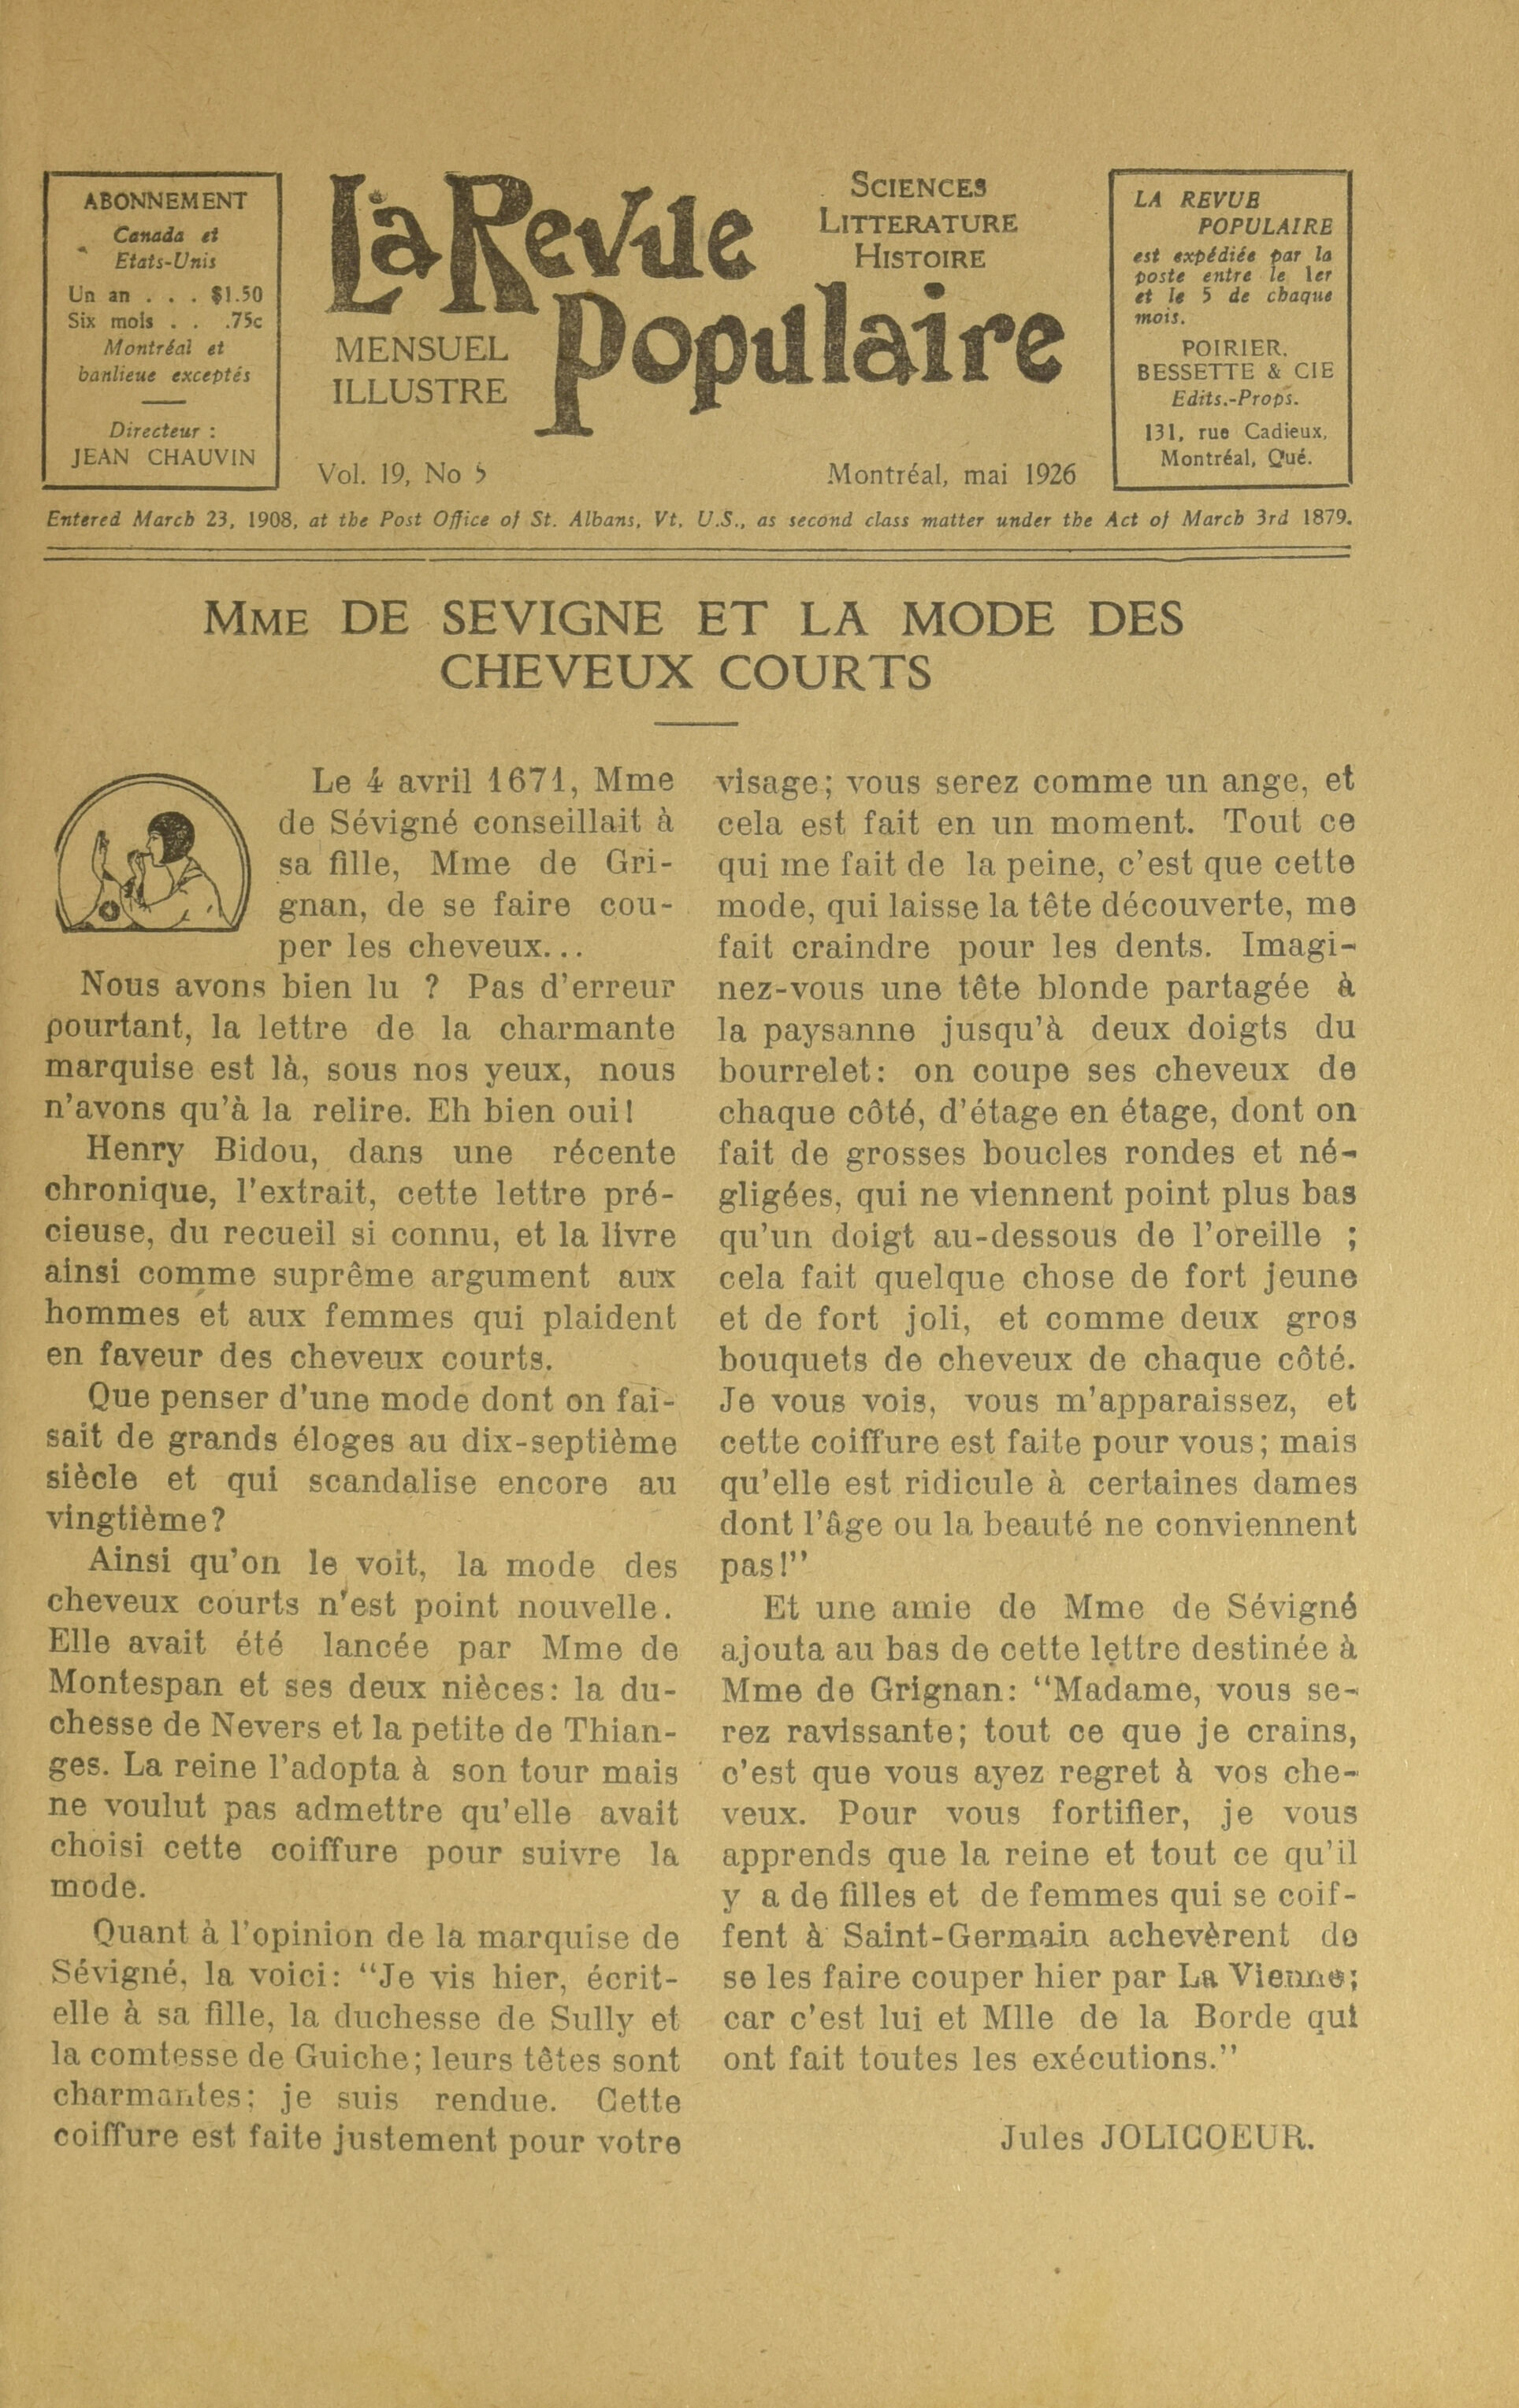 ABONNEMENT
Canada et
Etats-Unis
Un an . . . $1.50
Six mois . . .75c
Montréal et
banlieue exceptés
Directeur :
JEAN CHAUVIN
La Revue
Populaire
MENSUEL
ILLUSTRE
SCIENCES
LITTERATURE
HISTOIRE
Vol. 19, No 5
Montréal, mai 1926
LA REVUE
POPULAIRE
est expédiée par la
poste entre le 1er
et le 5 de chaque
mois.
POIRIER,
BESSETTE & CIE
Edits.-Props.
131, rue Cadieux,
Montréal, Qué.
Entered March 23, 1908, at the Post Office of St. Albans, Vt. U.S., as second class matter under the Act of March 3rd 1879.
MME DE SEVIGNE ET LA MODE DES
CHEVEUX COURTS
Le 4 avril 1671, Mme
de Sévigné conseillait à
sa fille, Mme de Gri-
gnan, de se faire cou-
per les cheveux...
Nous avons bien lu ? Pas d'erreur
pourtant, la lettre de la charmante
marquise est là, sous nos yeux, nous
n'avons qu'à la relire. Eh bien oui!
Henry Bidou, dans une récente
chronique, l'extrait, cette lettre pré-
cieuse, du recueil si connu, et la livre
ainsi comme suprême argument aux
hommes et aux femmes qui plaident
en faveur des cheveux courts.
Que penser d'une mode dont on fai-
sait de grands éloges au dix-septième
siècle et qui scandalise encore au
vingtième?
Ainsi qu'on le voit, la mode des
cheveux courts n'est point nouvelle.
Elle avait été lancée par Mme de
Montespan et ses deux nièces: la du-
chesse de Nevers et la petite de Thian-
ges. La reine l'adopta à son tour mais
ne voulut pas admettre qu'elle avait
choisi cette coiffure pour suivre la
mode.
Quant à l'opinion de la marquise de
Sévigné, la voici: "Je vis hier, écrit-
elle à sa fille, la duchesse de Sully et
la comtesse de Guiche; leurs têtes sont
charmantes; je suis rendue. Cette
coiffure est faite justement pour votre
visage; vous serez comme un ange, et
cela est fait en un moment. Tout ce
qui me fait de la peine, c'est que cette
mode, qui laisse la tête découverte, me
fait craindre pour les dents. Imagi-
nez-vous une tête blonde partagée à
la paysanne jusqu'à deux doigts du
bourrelet: on coupe ses cheveux de
chaque côté, d'étage en étage, dont on
fait de grosses boucles rondes et né-
gligées, qui ne viennent point plus bas
qu'un doigt au-dessous de l'oreille ;
cela fait quelque chose de fort jeune
et de fort joli, et comme deux gros
bouquets de cheveux de chaque côté.
Je vous vois, vous m'apparaissez, et
cette coiffure est faite pour vous; mais
qu'elle est ridicule à certaines dames
dont l'âge ou la beauté ne conviennent
pas!"
Et une amie de Mme de Sévigné
ajouta au bas de cette lettre destinée à
Mme de Grignan: "Madame, vous se-
rez ravissante; tout ce que je crains,
c'est que vous ayez regret à vos che-
veux. Pour vous fortifier, je vous
apprends que la reine et tout ce qu'il
y a de filles et de femmes qui se coif-
fent à Saint-Germain achevèrent de
se les faire couper hier par La Vienne;
car c'est lui et Mlle de la Borde qui
ont fait toutes les exécutions."
Jules JOLICOEUR.